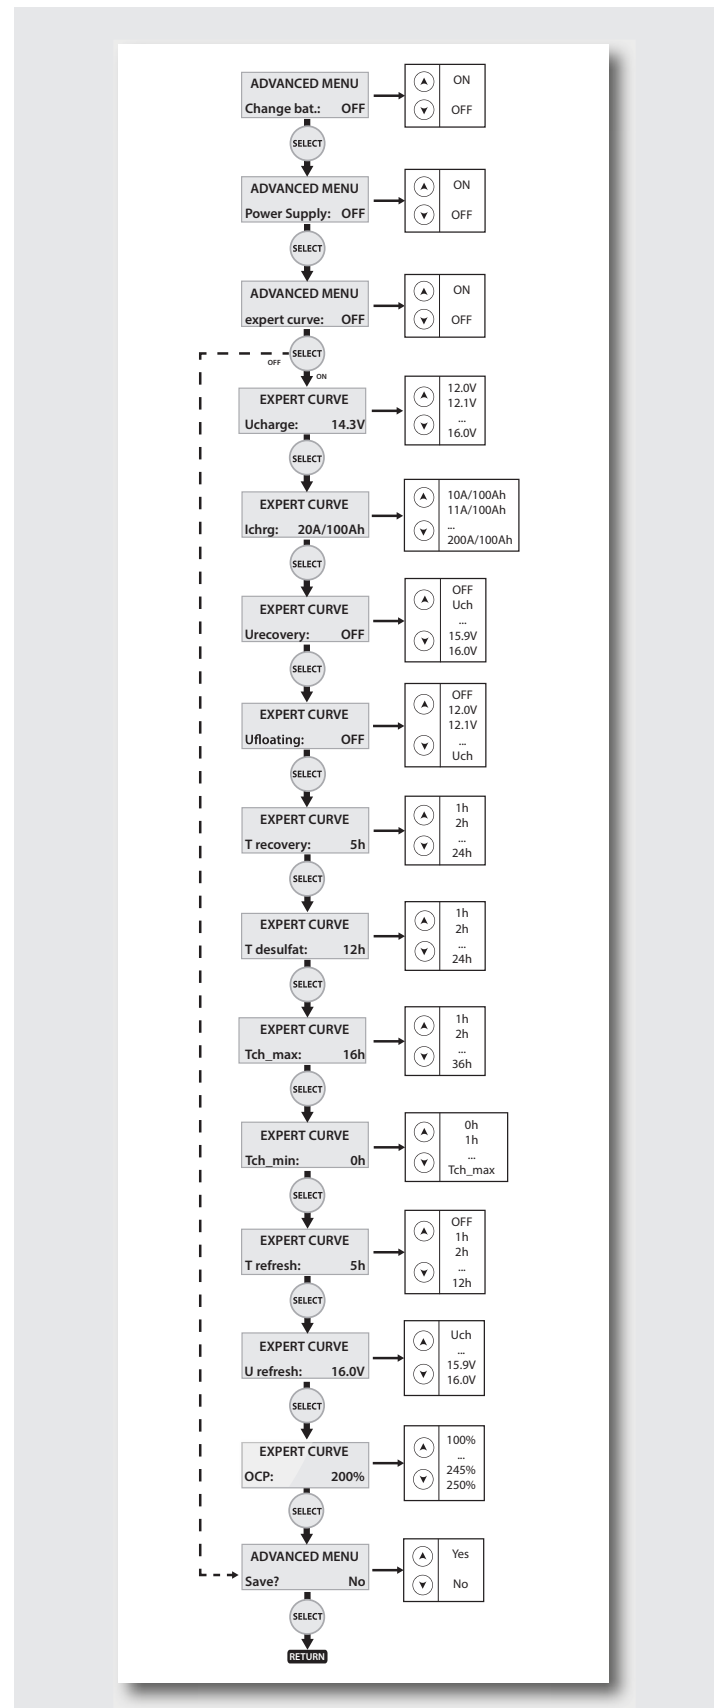 ADVANCED MENU
Change bat.: OFF
ON
OFF
SELECT
ADVANCED MENU
Power Supply: OFF
ON
OFF
SELECT
ADVANCED MENU
expert curve: OFF
ON
OFF
SELECT
OFF
ON
EXPERT CURVE
Ucharge: 14.3V
12.0V
12.1V
...
16.0V
SELECT
EXPERT CURVE
Ichrg: 20A/100Ah
10A/100Ah
11A/100Ah
...
200A/100Ah
SELECT
EXPERT CURVE
Urecovery: OFF
OFF
Uch
...
15.9V
16.0V
SELECT
EXPERT CURVE
Ufloating: OFF
OFF
12.0V
12.1V
...
Uch
SELECT
EXPERT CURVE
T recovery: 5h
1h
2h
...
24h
SELECT
EXPERT CURVE
T desulfat: 12h
1h
2h
...
24h
SELECT
EXPERT CURVE
Tch_max: 16h
1h
2h
...
36h
SELECT
EXPERT CURVE
Tch_min: 0h
0h
1h
...
Tch_max
SELECT
EXPERT CURVE
T refresh: 5h
OFF
1h
2h
...
12h
SELECT
EXPERT CURVE
U refresh: 16.0V
Uch
...
15.9V
16.0V
SELECT
EXPERT CURVE
OCP: 200%
100%
...
245%
250%
SELECT
ADVANCED MENU
Save? No
Yes
No
SELECT
RETURN